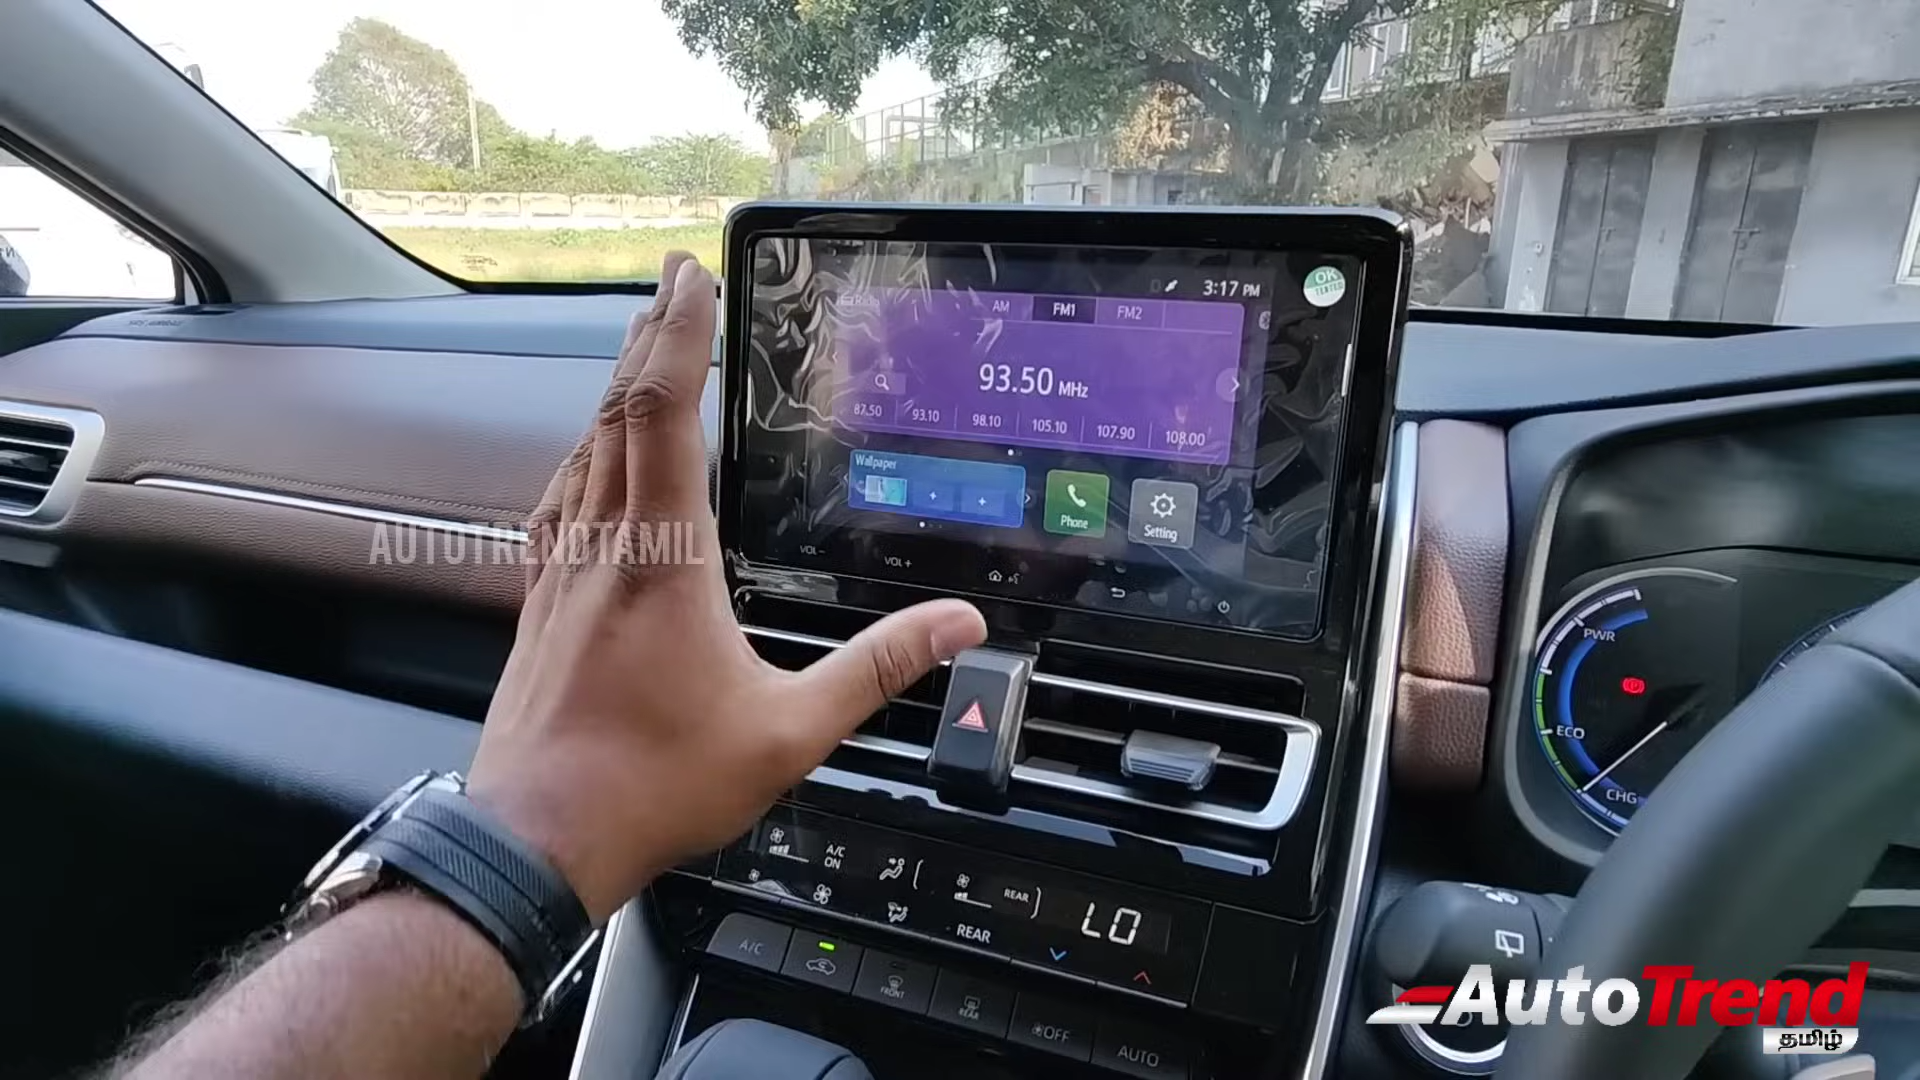 OK
TESTED
3:17 PM
Radio
AM FM1 FM2
93.50 MHz
87.50 93.10 98.10 105.10 107.90 108.00
Wallpaper
Phone
Setting
VOL- VOL+
AUTOTRENDTAMIL
PWR
ECO
CHG
A/C
ON
REAR
REAR
LO
A/C
FRONT
REAR
OFF
AUTO
AutoTrend
தமிழ்